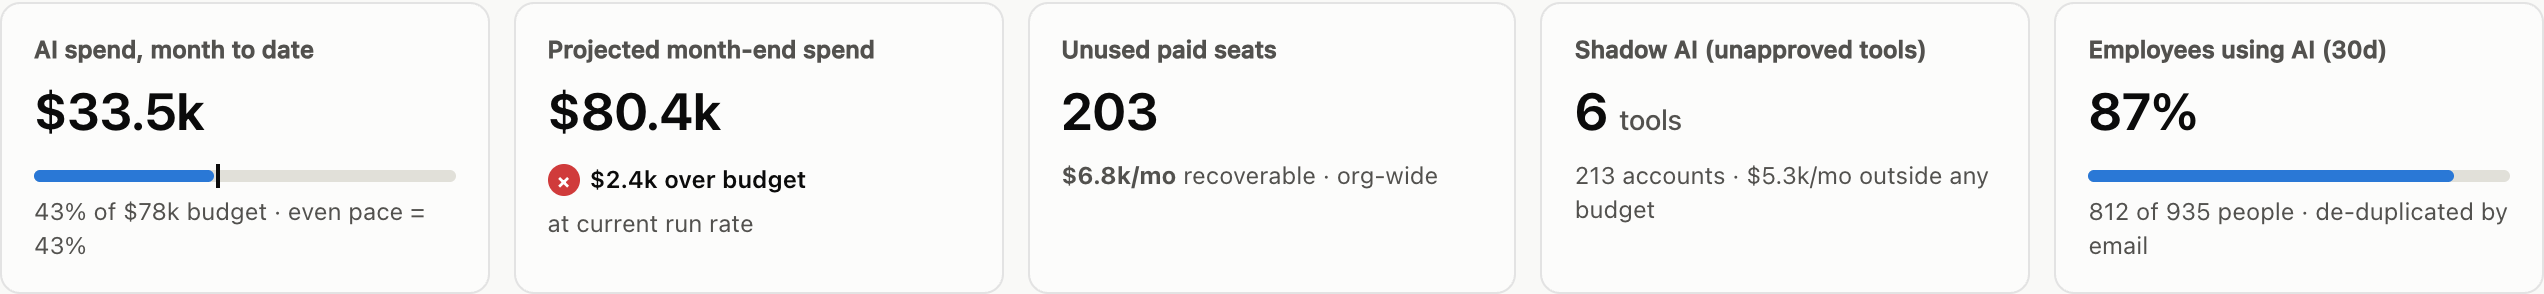 AI spend, month to date
$33.5k
43% of $78k budget · even pace =
43%
Projected month-end spend
$80.4k
$2.4k over budget
at current run rate
Unused paid seats
203
$6.8k/mo recoverable · org-wide
Shadow AI (unapproved tools)
6 tools
213 accounts · $5.3k/mo outside any
budget
Employees using AI (30d)
87%
812 of 935 people · de-duplicated by
email